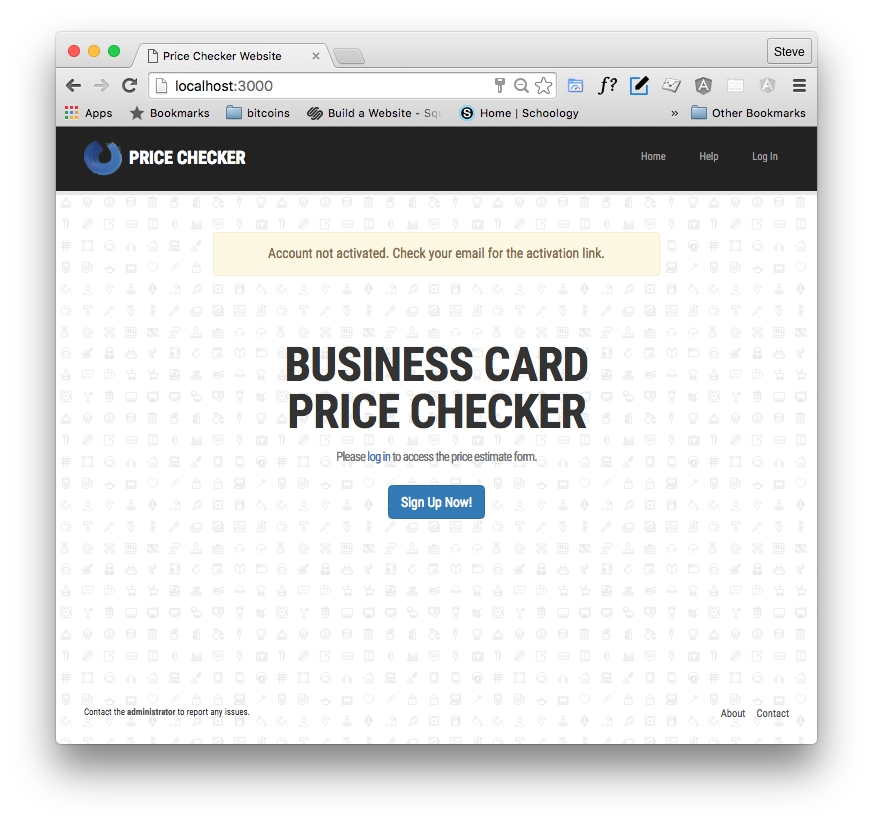 Price Checker Website
Steve
localhost:3000
f?
Apps
Bookmarks
bitcoins
Build a Website - Squ
S
Home | Schoology
»
Other Bookmarks
PRICE CHECKER
Home
Help
Log In
Account not activated. Check your email for the activation link.
BUSINESS CARD
PRICE CHECKER
Please log in to access the price estimate form.
Sign Up Now!
Contact the administrator to report any issues.
About
Contact